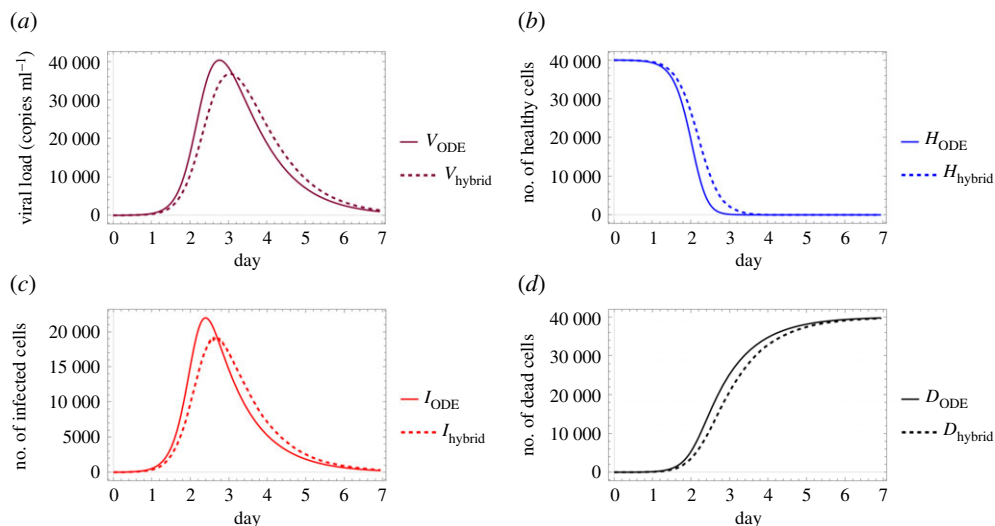 (a)
viral load (copies ml⁻¹)
40 000
30 000
20 000
10 000
0
0 1 2 3 4 5 6 7
day
V_ODE
V_hybrid
(b)
no. of healthy cells
40 000
30 000
20 000
10 000
0
0 1 2 3 4 5 6 7
day
H_ODE
H_hybrid
(c)
no. of infected cells
20 000
15 000
10 000
5000
0
0 1 2 3 4 5 6 7
day
I_ODE
I_hybrid
(d)
no. of dead cells
40 000
30 000
20 000
10 000
0
0 1 2 3 4 5 6 7
day
D_ODE
D_hybrid